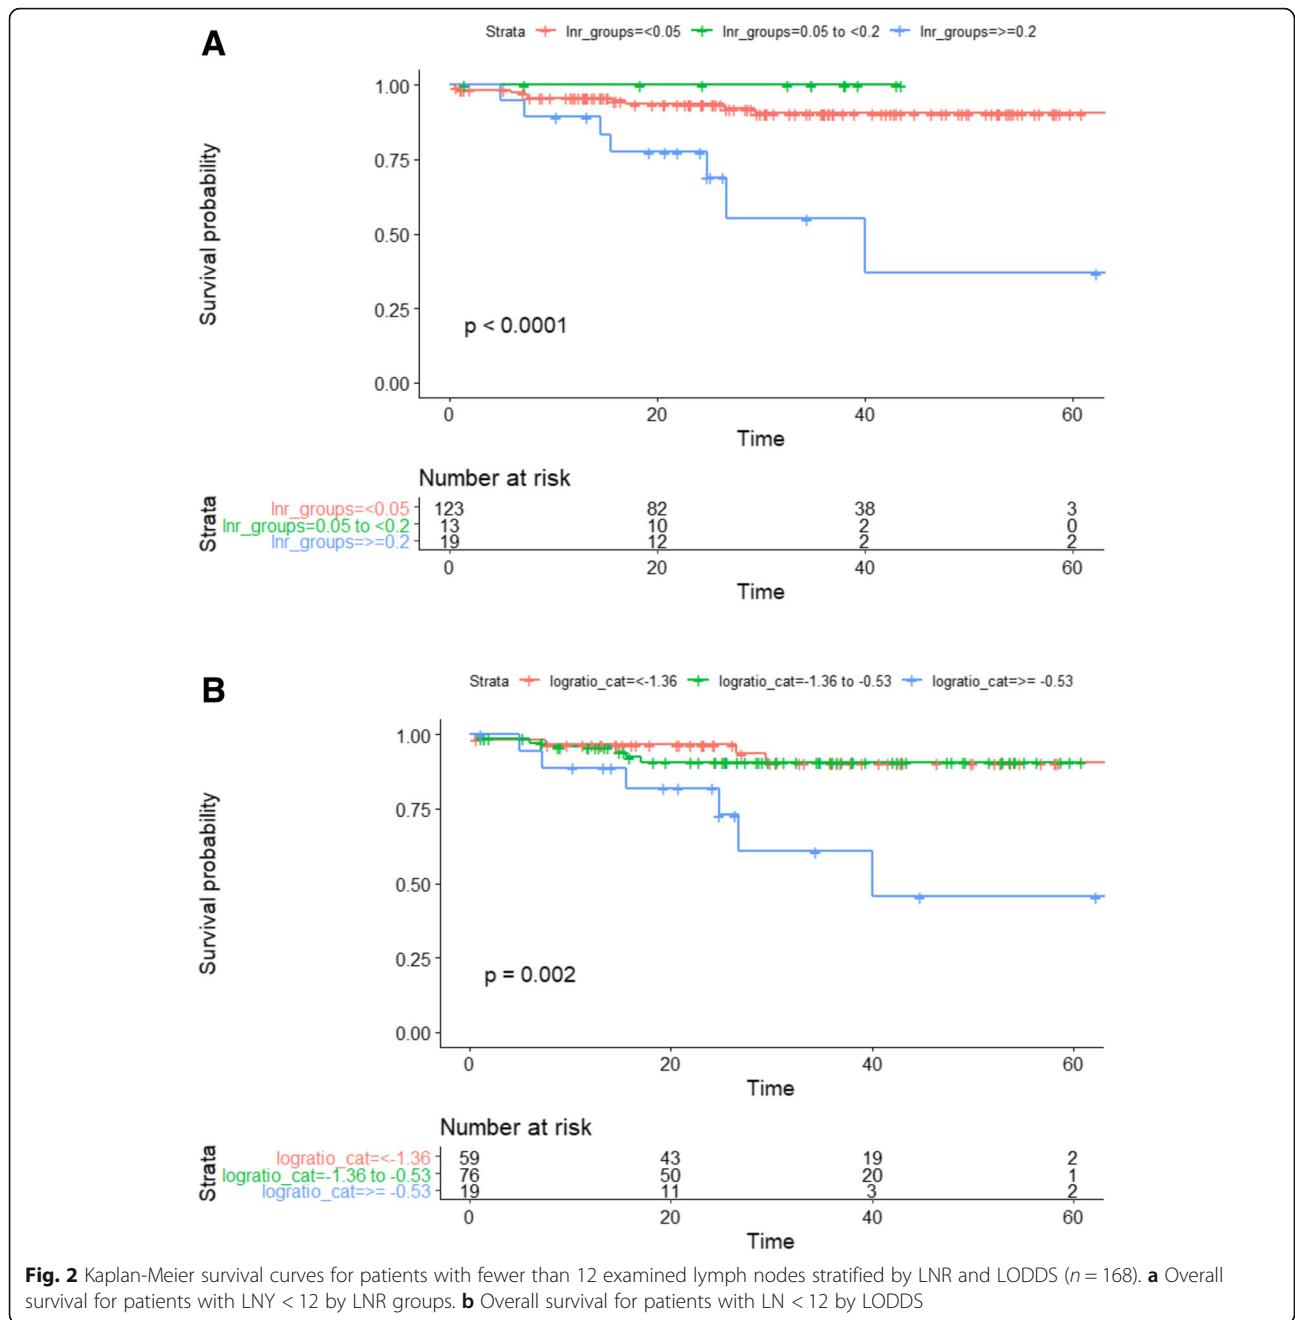 A
Strata lnr_groups=<0.05 lnr_groups=0.05 to <0.2 lnr_groups=>=0.2
Survival probability
1.00
0.75
0.50
0.25
0.00
p < 0.0001
0 20 40 60
Time
Number at risk
Strata
lnr_groups=<0.05 123 82 38 3
lnr_groups=0.05 to <0.2 13 10 2 0
lnr_groups=>=0.2 19 12 2 2
0 20 40 60
Time
B
Strata logratio_cat=<-1.36 logratio_cat=-1.36 to -0.53 logratio_cat=>= -0.53
Survival probability
1.00
0.75
0.50
0.25
0.00
p = 0.002
0 20 40 60
Time
Number at risk
Strata
logratio_cat=<-1.36 59 43 19 2
logratio_cat=-1.36 to -0.53 76 50 20 1
logratio_cat=>= -0.53 19 11 3 2
0 20 40 60
Time
Fig. 2 Kaplan-Meier survival curves for patients with fewer than 12 examined lymph nodes stratified by LNR and LODDS (n = 168). a Overall
survival for patients with LNY < 12 by LNR groups. b Overall survival for patients with LN < 12 by LODDS